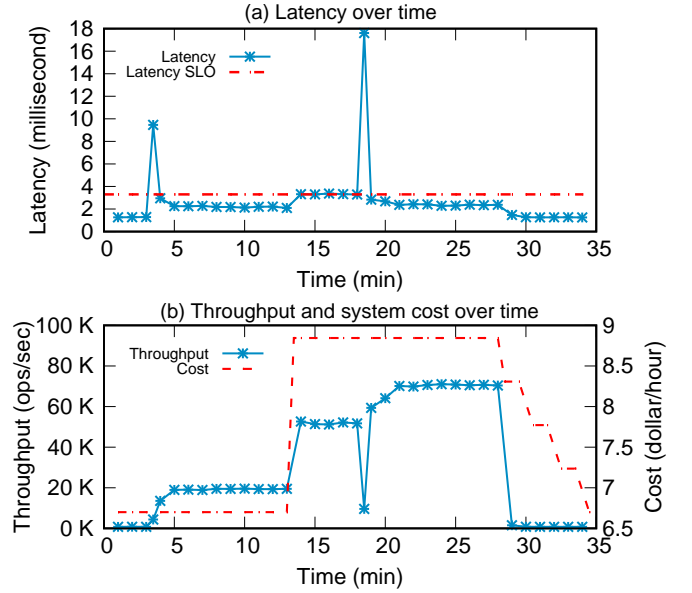 (a) Latency over time
Latency (millisecond)
18
16
14
12
10
8
6
4
2
0
Latency
Latency SLO
0 5 10 15 20 25 30 35
Time (min)
(b) Throughput and system cost over time
Throughput (ops/sec)
100 K
80 K
60 K
40 K
20 K
0 K
Throughput
Cost
9
8.5
8
7.5
7
6.5
Cost (dollar/hour)
0 5 10 15 20 25 30 35
Time (min)